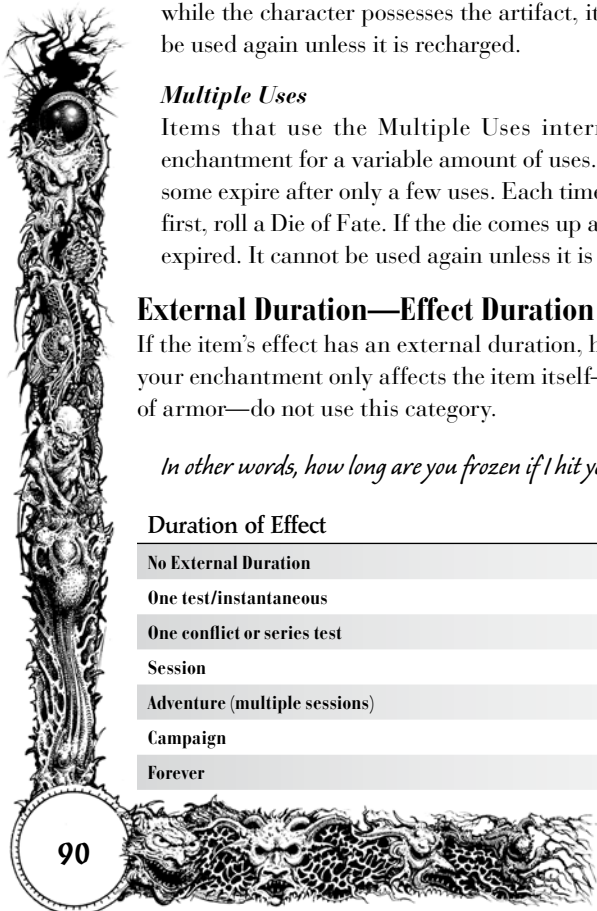 while the character possesses the artifact, it
be used again unless it is recharged.
Multiple Uses
Items that use the Multiple Uses intern
enchantment for a variable amount of uses.
some expire after only a few uses. Each time
first, roll a Die of Fate. If the die comes up a
expired. It cannot be used again unless it is
External Duration—Effect Duration
If the item’s effect has an external duration, h
your enchantment only affects the item itself—
of armor—do not use this category.
In other words, how long are you frozen if I hit yo
Duration of Effect
No External Duration
One test/instantaneous
One conflict or series test
Session
Adventure (multiple sessions)
Campaign
Forever
90